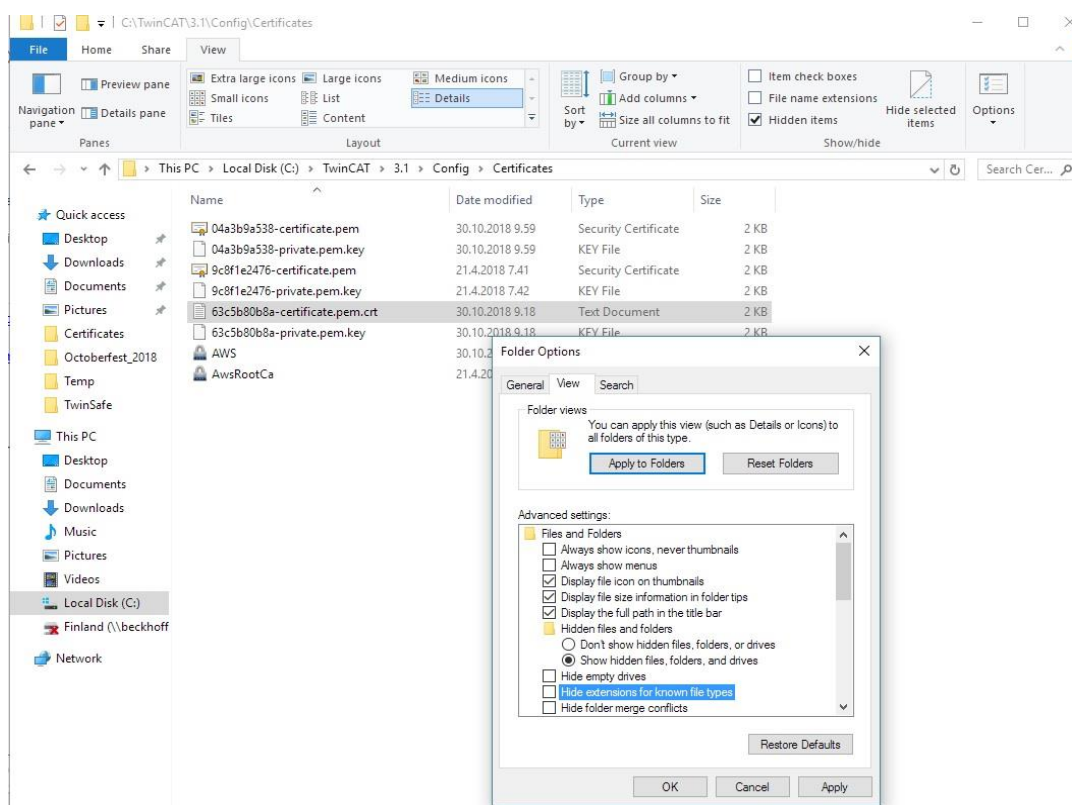 C:\TwinCAT\3.1\Config\Certificates
File Home Share View
Navigation pane
Preview pane
Details pane
Panes
Extra large icons Large icons Medium icons
Small icons List Details
Tiles Content
Layout
Sort by
Group by
Add columns
Size all columns to fit
Current view
Item check boxes
File name extensions
Hidden items
Hide selected items
Show/hide
Options
This PC > Local Disk (C:) > TwinCAT > 3.1 > Config > Certificates
Search Cer...
Quick access
Desktop
Downloads
Documents
Pictures
Certificates
Octoberfest_2018
Temp
TwinSafe
This PC
Desktop
Documents
Downloads
Music
Pictures
Videos
Local Disk (C:)
Finland (\\beckhoff
Network
Name Date modified Type Size
04a3b9a538-certificate.pem 30.10.2018 9.59 Security Certificate 2 KB
04a3b9a538-private.pem.key 30.10.2018 9.59 KEY File 2 KB
9c8f1e2476-certificate.pem 21.4.2018 7.41 Security Certificate 2 KB
9c8f1e2476-private.pem.key 21.4.2018 7.42 KEY File 2 KB
63c5b80b8a-certificate.pem.crt 30.10.2018 9.18 Text Document 2 KB
63c5b80b8a-private.pem.key 30.10.2018 9.18 KEY File 2 KB
AWS 30.10.2
AwsRootCa 21.4.20
Folder Options
General View Search
Folder views
You can apply this view (such as Details or Icons) to
all folders of this type.
Apply to Folders Reset Folders
Advanced settings:
Files and Folders
Always show icons, never thumbnails
Always show menus
Display file icon on thumbnails
Display file size information in folder tips
Display the full path in the title bar
Hidden files and folders
Don't show hidden files, folders, or drives
Show hidden files, folders, and drives
Hide empty drives
Hide extensions for known file types
Hide folder merge conflicts
Restore Defaults
OK Cancel Apply